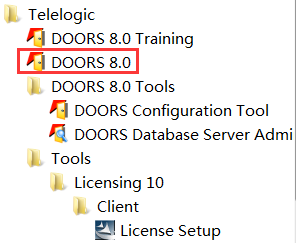 Telelogic
DOORS 8.0 Training
DOORS 8.0
DOORS 8.0 Tools
DOORS Configuration Tool
DOORS Database Server Admi
Tools
Licensing 10
Client
License Setup